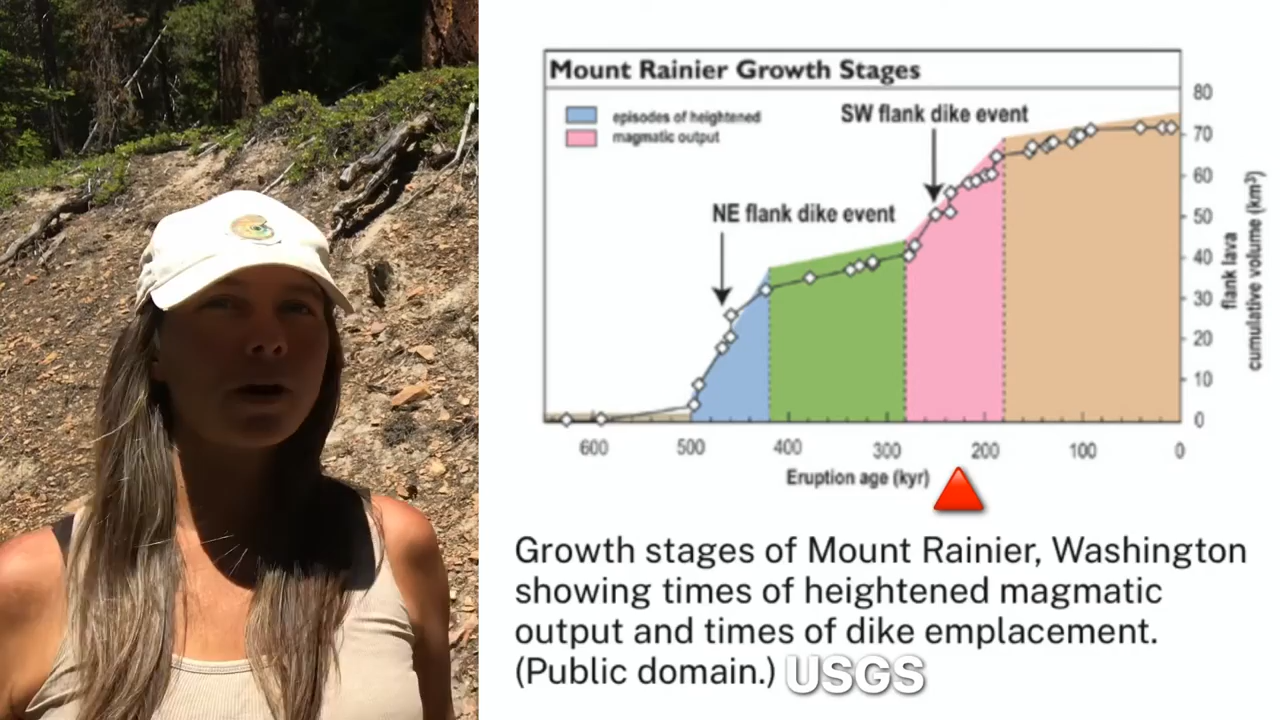 Mount Rainier Growth Stages
episodes of heightened
magmatic output
SW flank dike event
NE flank dike event
80
70
60
50
40
30
20
10
0
flank lava
cumulative volume (km³)
600 500 400 300 200 100 0
Eruption age (kyr)
Growth stages of Mount Rainier, Washington
showing times of heightened magmatic
output and times of dike emplacement.
(Public domain.) USGS